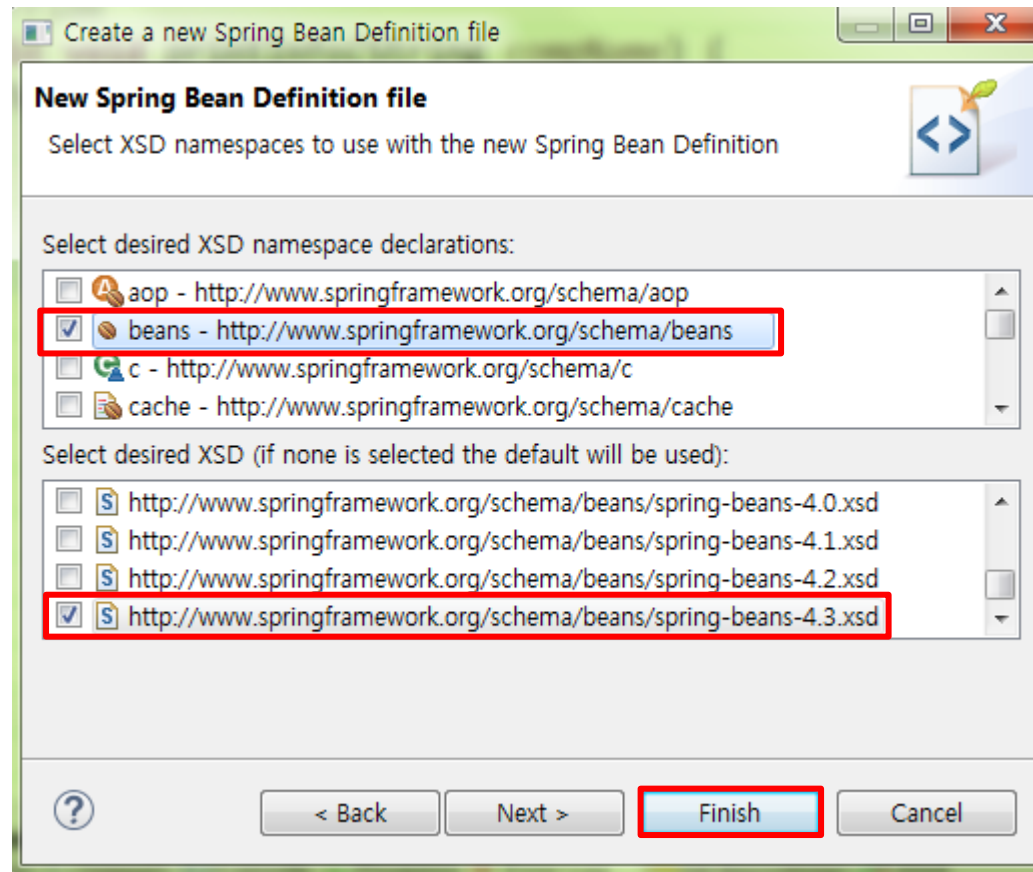 Create a new Spring Bean Definition file
New Spring Bean Definition file
Select XSD namespaces to use with the new Spring Bean Definition
Select desired XSD namespace declarations:
aop - http://www.springframework.org/schema/aop
beans - http://www.springframework.org/schema/beans
c - http://www.springframework.org/schema/c
cache - http://www.springframework.org/schema/cache
Select desired XSD (if none is selected the default will be used):
http://www.springframework.org/schema/beans/spring-beans-4.0.xsd
http://www.springframework.org/schema/beans/spring-beans-4.1.xsd
http://www.springframework.org/schema/beans/spring-beans-4.2.xsd
http://www.springframework.org/schema/beans/spring-beans-4.3.xsd
< Back Next > Finish Cancel